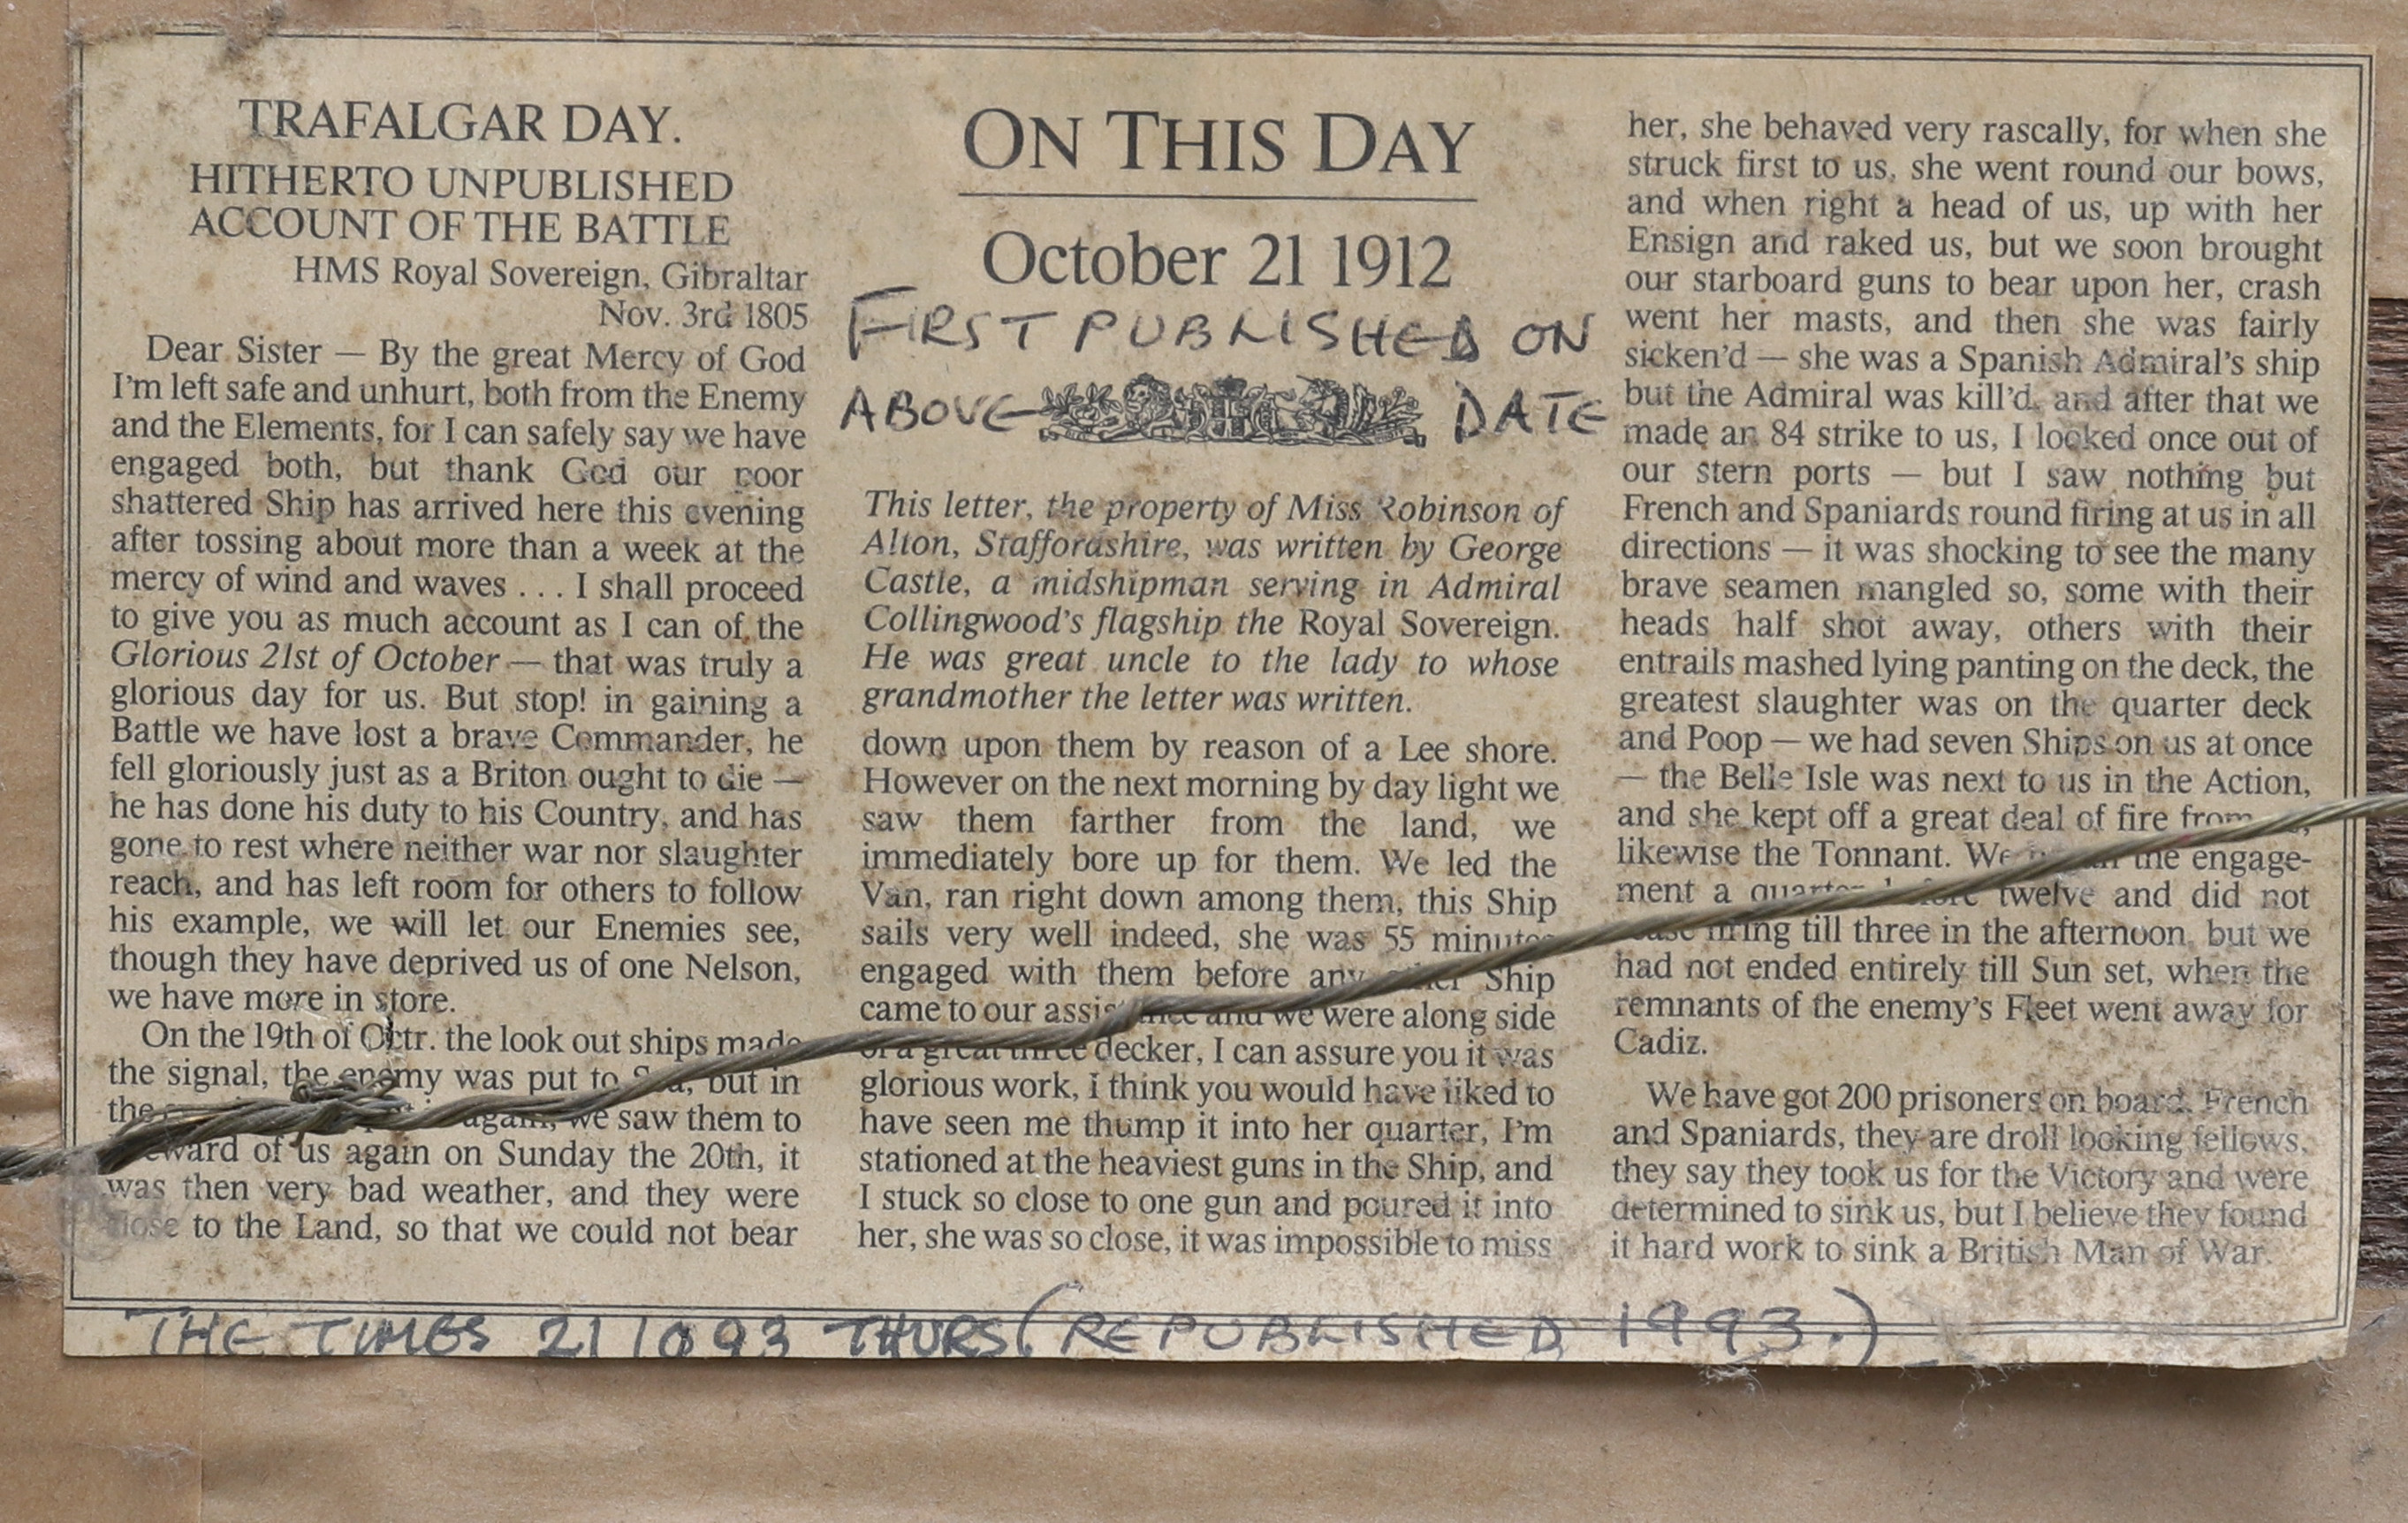 TRAFALGAR DAY.
HITHERTO UNPUBLISHED
ACCOUNT OF THE BATTLE
HMS Royal Sovereign, Gibraltar
Nov. 3rd 1805
Dear Sister — By the great Mercy of God
I'm left safe and unhurt, both from the Enemy
and the Elements, for I can safely say we have
engaged both, but thank God our poor
shattered Ship has arrived here this evening
after tossing about more than a week at the
mercy of wind and waves . . . I shall proceed
to give you as much account as I can of the
Glorious 21st of October — that was truly a
glorious day for us. But stop! in gaining a
Battle we have lost a brave Commander, he
fell gloriously just as a Briton ought to die —
he has done his duty to his Country, and has
gone to rest where neither war nor slaughter
reach, and has left room for others to follow
his example, we will let our Enemies see,
though they have deprived us of one Nelson,
we have more in store.
On the 19th of Octr. the look out ships made
the signal, the enemy was put to Sea, but in
the again, we saw them to
of us again on Sunday the 20th, it
was then very bad weather, and they were
close to the Land, so that we could not bear
ON THIS DAY
October 21 1912
FIRST PUBLISHED ON
ABOVE DATE
This letter, the property of Miss Robinson of
Alton, Staffordshire, was written by George
Castle, a midshipman serving in Admiral
Collingwood's flagship the Royal Sovereign.
He was great uncle to the lady to whose
grandmother the letter was written.
down upon them by reason of a Lee shore.
However on the next morning by day light we
saw them farther from the land, we
immediately bore up for them. We led the
Van, ran right down among them, this Ship
sails very well indeed, she was 55 minutes
engaged with them before any other Ship
came to our assistance and we were along side
of a great three decker, I can assure you it was
glorious work, I think you would have liked to
have seen me thump it into her quarter, I'm
stationed at the heaviest guns in the Ship, and
I stuck so close to one gun and poured it into
her, she was so close, it was impossible to miss
her, she behaved very rascally, for when she
struck first to us, she went round our bows,
and when right a head of us, up with her
Ensign and raked us, but we soon brought
our starboard guns to bear upon her, crash
went her masts, and then she was fairly
sicken'd — she was a Spanish Admiral's ship
but the Admiral was kill'd, and after that we
made an 84 strike to us, I looked once out of
our stern ports — but I saw nothing but
French and Spaniards round firing at us in all
directions — it was shocking to see the many
brave seamen mangled so, some with their
heads half shot away, others with their
entrails mashed lying panting on the deck, the
greatest slaughter was on the quarter deck
and Poop — we had seven Ships on us at once
— the Belle Isle was next to us in the Action,
and she kept off a great deal of fire from
likewise the Tonnant. We the engage-
ment a quarter before twelve and did not
cease firing till three in the afternoon, but we
had not ended entirely till Sun set, when the
remnants of the enemy's Fleet went away for
Cadiz.
We have got 200 prisoners on board, French
and Spaniards, they are droll looking fellows,
they say they took us for the Victory and were
determined to sink us, but I believe they found
it hard work to sink a British Man of War.
THE TIMES 21 10 93 THURS (REPUBLISHED 1993.)